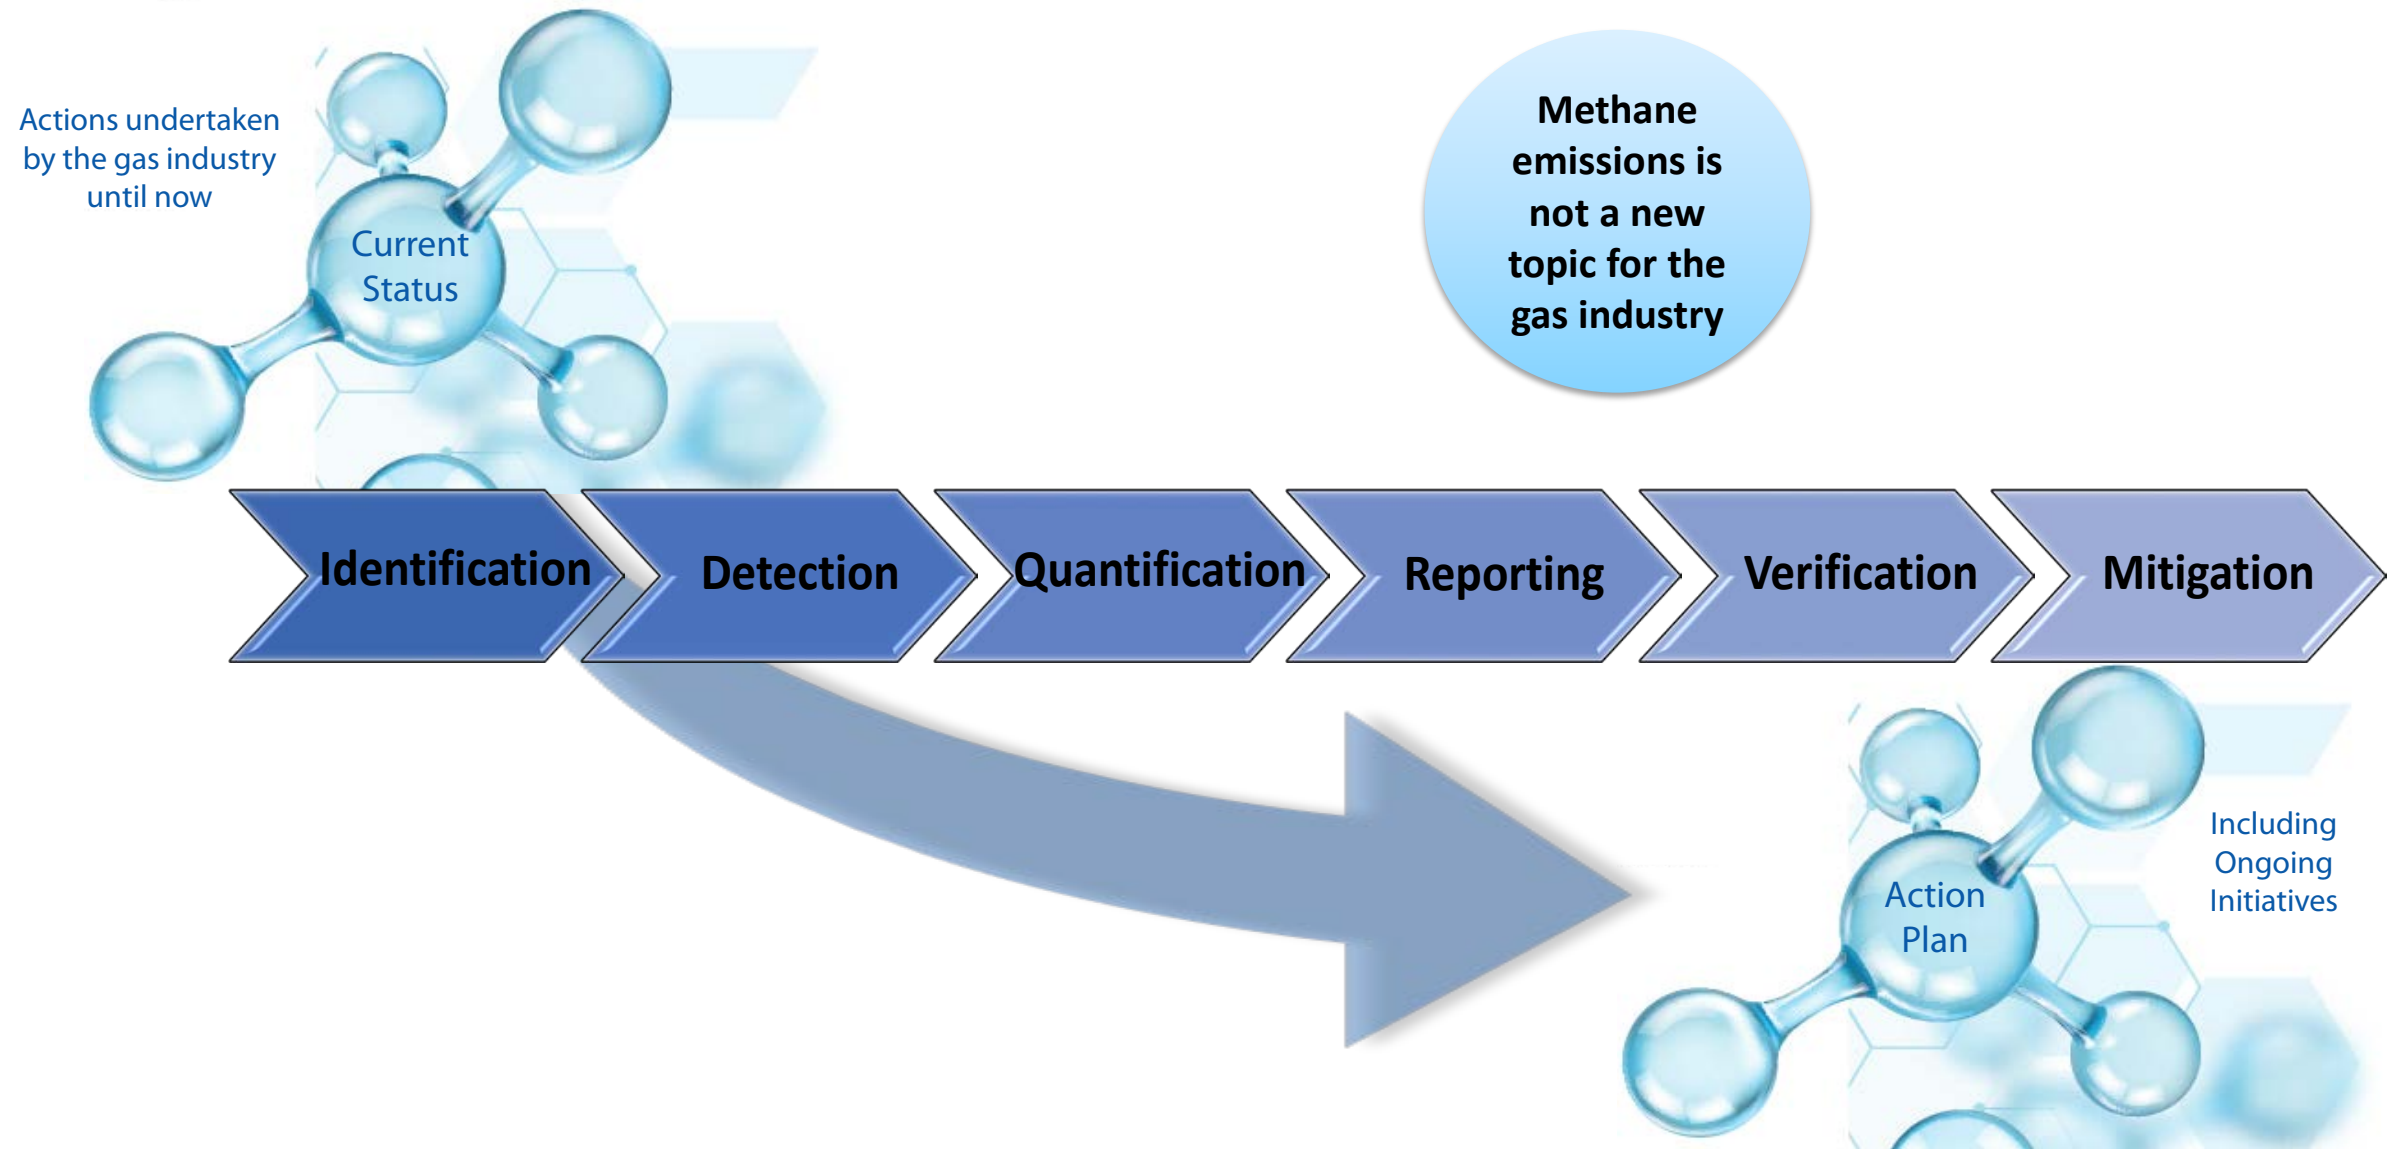 Actions undertaken
by the gas industry
until now
Current
Status
Methane
emissions is
not a new
topic for the
gas industry
Identification
Detection
Quantification
Reporting
Verification
Mitigation
Action
Plan
Including
Ongoing
Initiatives